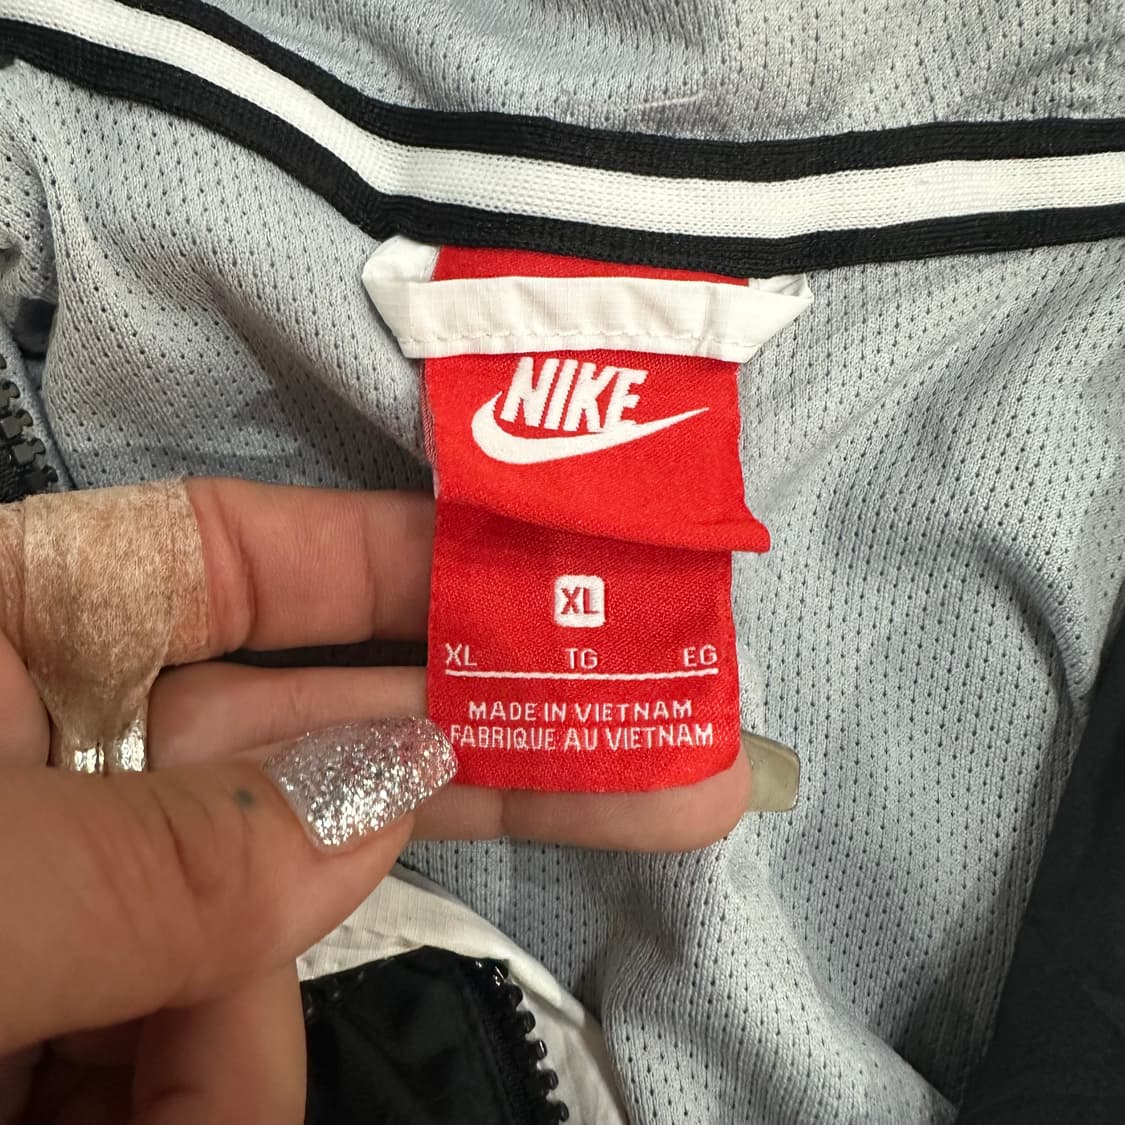 NIKE
XL
XL TG EG
MADE IN VIETNAM
FABRIQUE AU VIETNAM